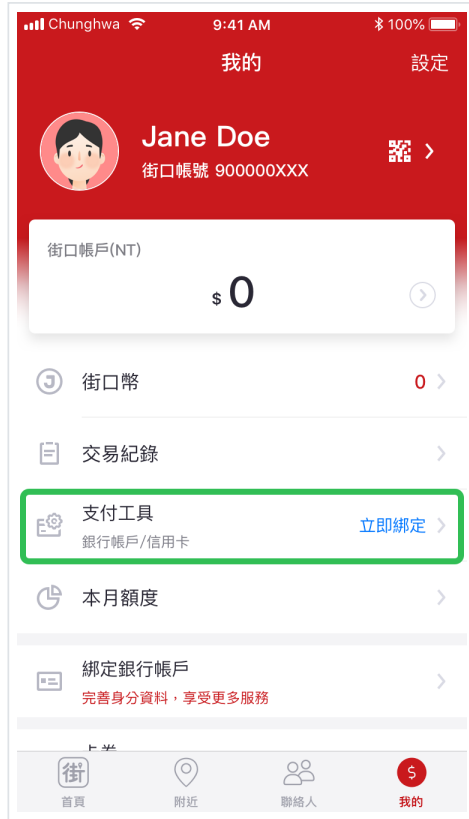 Chunghwa 9:41 AM 100%
我的 設定
Jane Doe
街口帳號 900000XXX
街口帳戶(NT)
$ 0
街口幣 0
交易紀錄
支付工具
銀行帳戶/信用卡
立即綁定
本月額度
綁定銀行帳戶
完善身分資料，享受更多服務
街
首頁 附近 聯絡人 我的